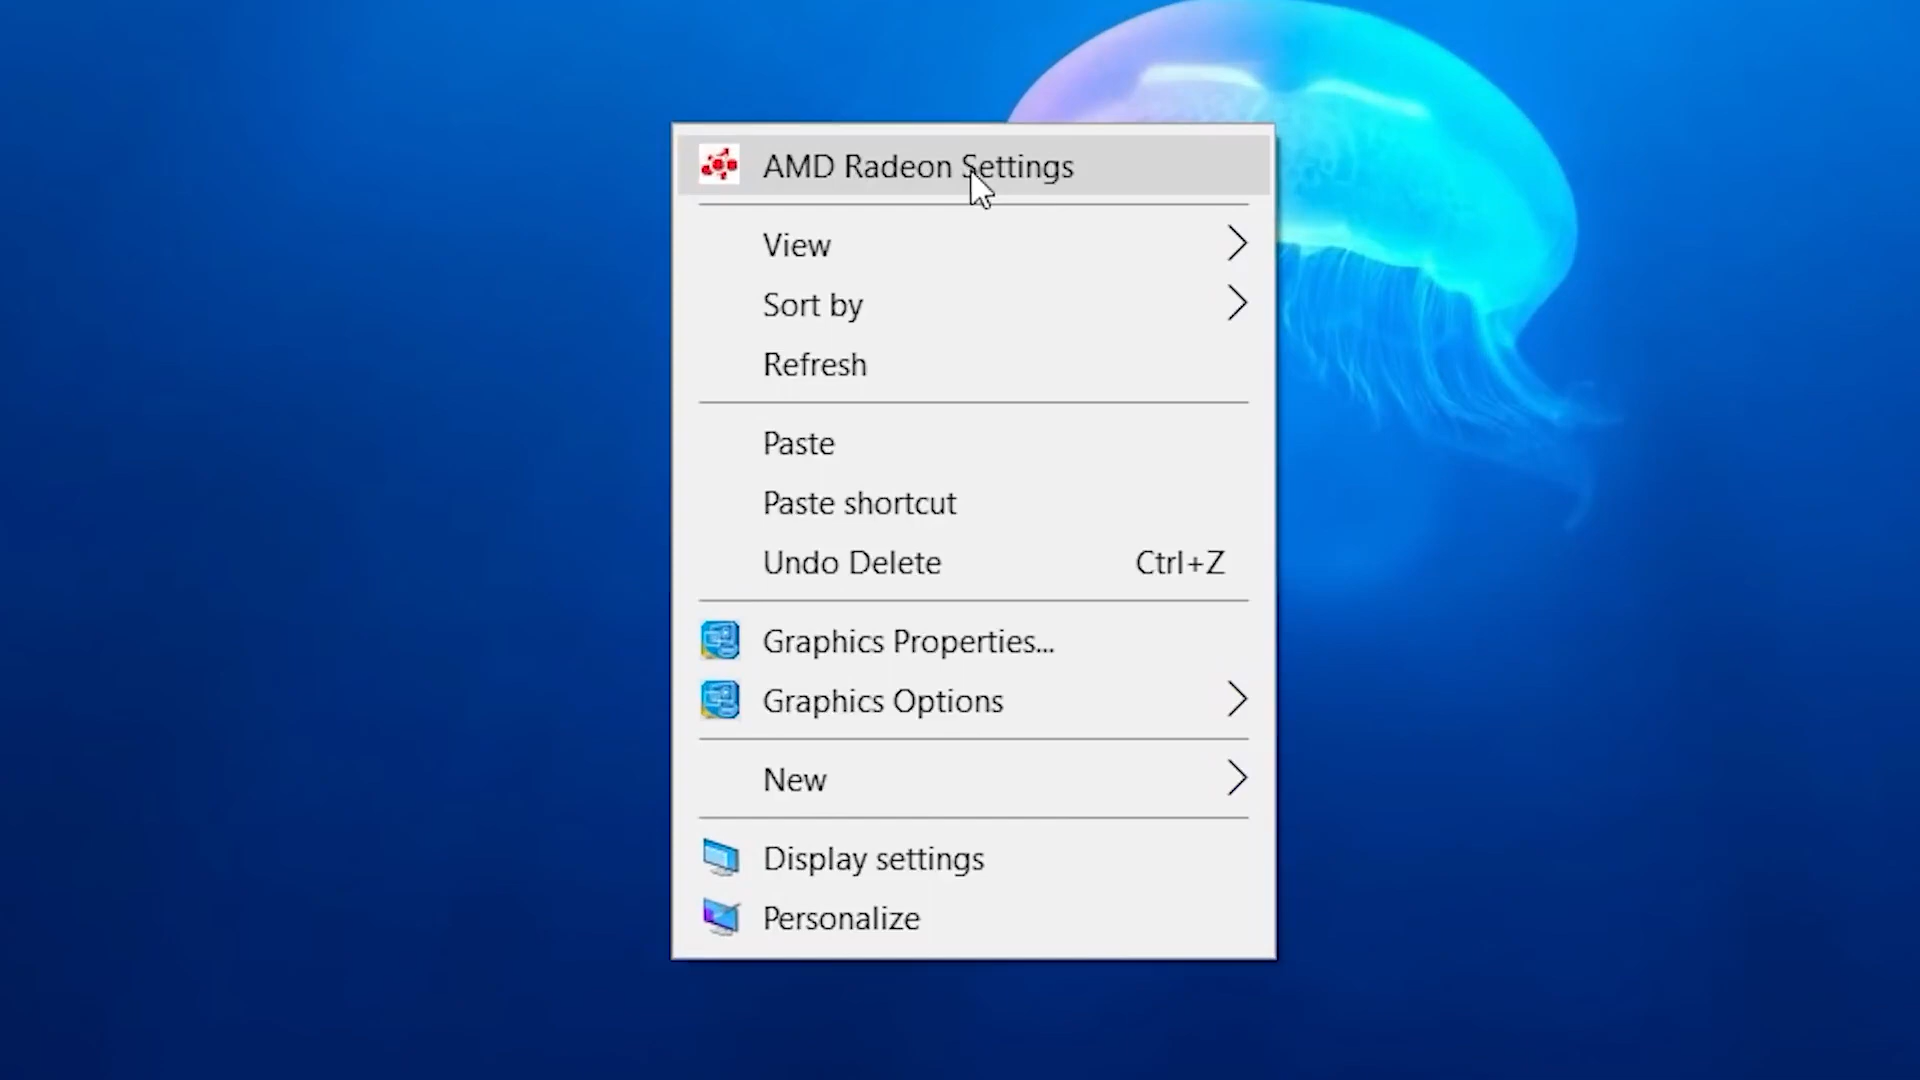 AMD Radeon Settings
View
Sort by
Refresh
Paste
Paste shortcut
Undo Delete Ctrl+Z
Graphics Properties...
Graphics Options
New
Display settings
Personalize